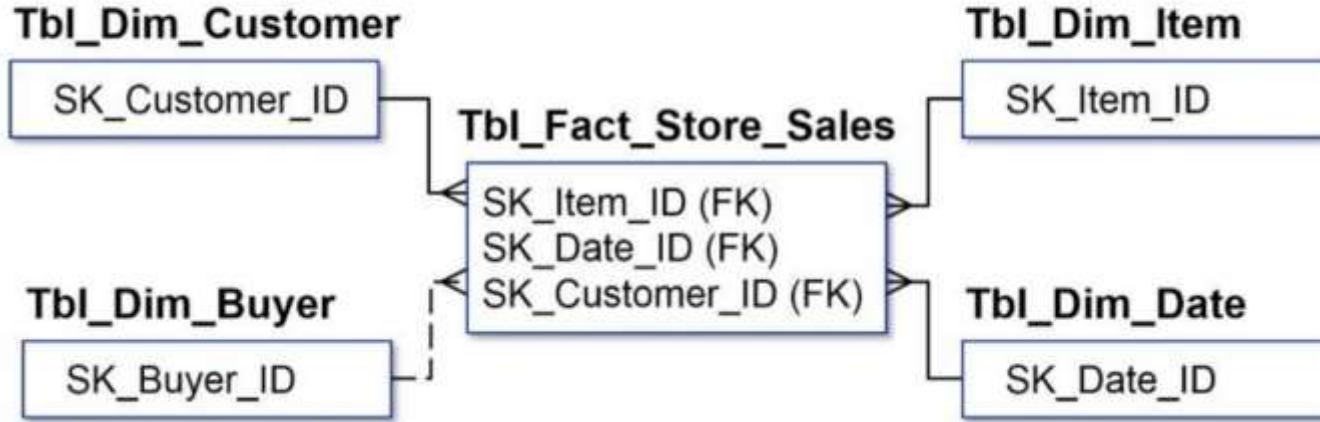 Tbl_Dim_Customer
SK_Customer_ID
Tbl_Dim_Item
SK_Item_ID
Tbl_Fact_Store_Sales
SK_Item_ID (FK)
SK_Date_ID (FK)
SK_Customer_ID (FK)
Tbl_Dim_Buyer
SK_Buyer_ID
Tbl_Dim_Date
SK_Date_ID